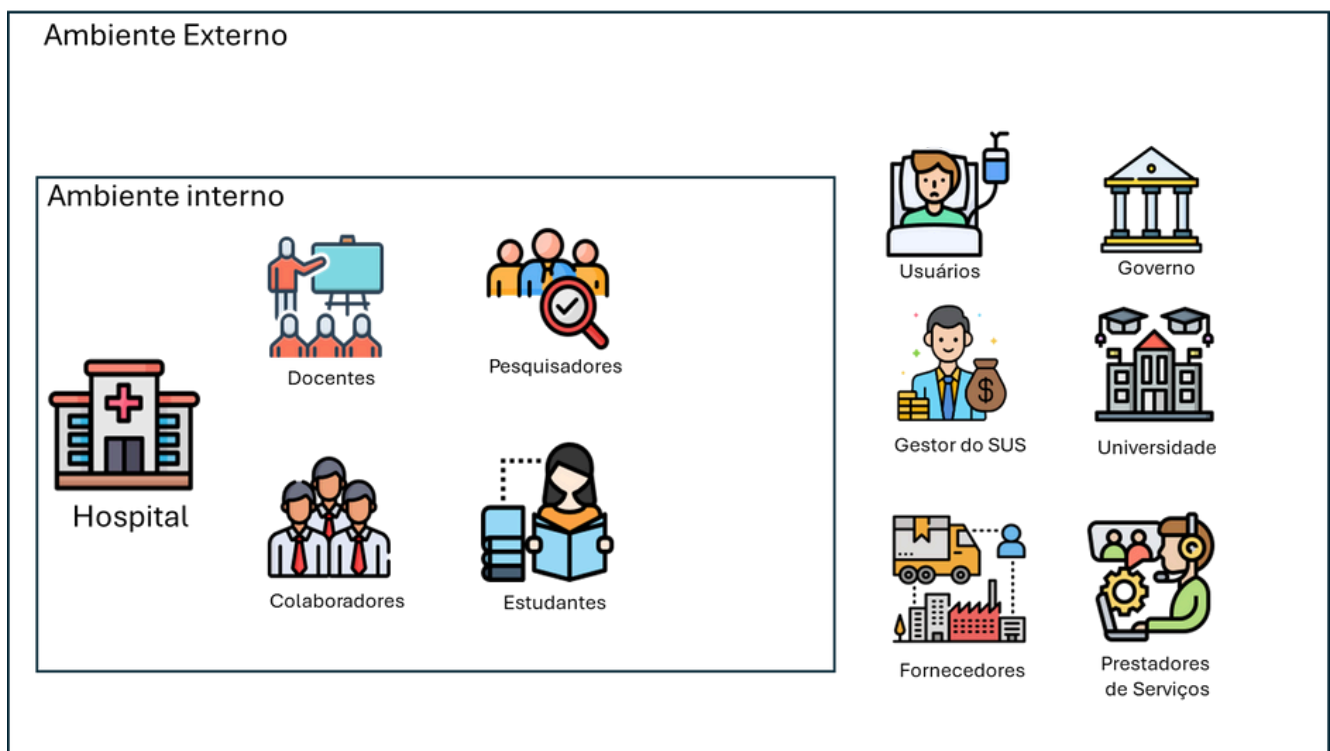 Ambiente Externo
Ambiente interno
Hospital
Docentes
Pesquisadores
Colaboradores
Estudantes
Usuários
Governo
$
Gestor do SUS
Universidade
Fornecedores
Prestadores
de Serviços